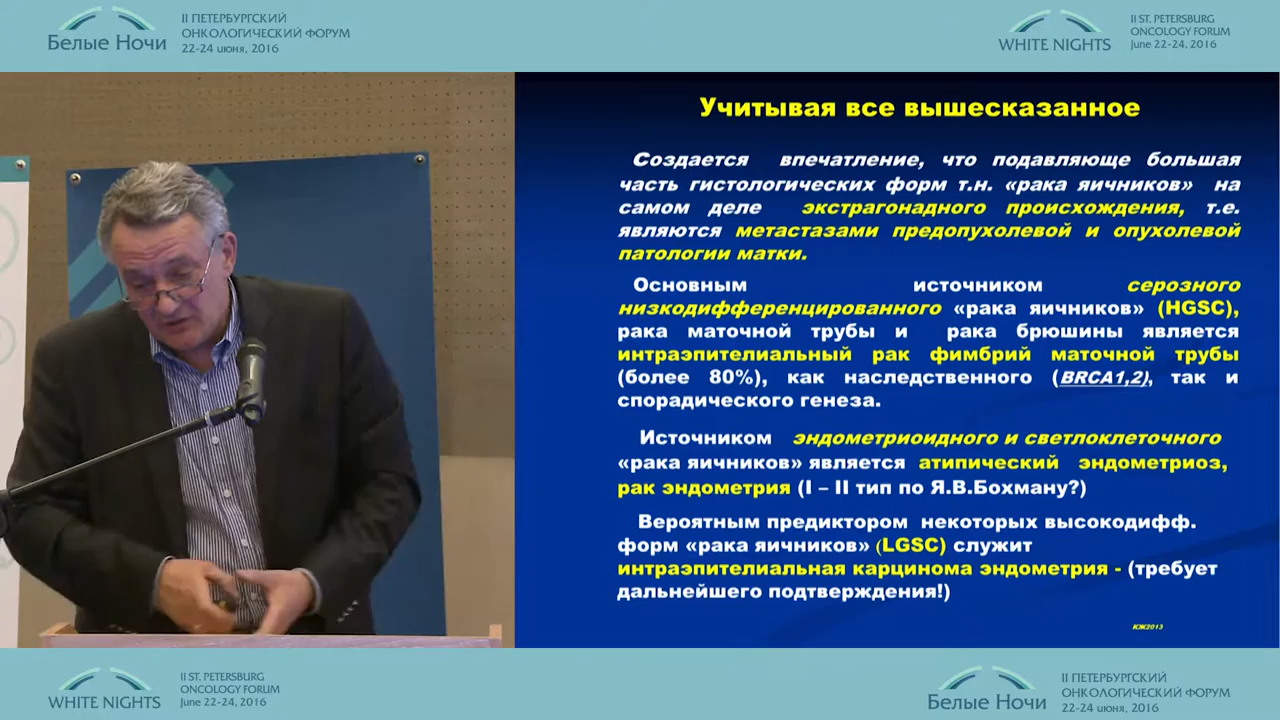 II ПЕТЕРБУРГСКИЙ
ОНКОЛОГИЧЕСКИЙ ФОРУМ
Белые Ночи
22-24 июня, 2016
II ST. PETERSBURG
ONCOLOGY FORUM
WHITE NIGHTS
June 22-24, 2016
Учитывая все вышесказанное
Создается впечатление, что подавляюще большая
часть гистологических форм т.н. «рака яичников» на
самом деле экстрагонадного происхождения, т.е.
являются метастазами предопухолевой и опухолевой
патологии матки.
Основным источником серозного
низкодифференцированного «рака яичников» (HGSC),
рака маточной трубы и рака брюшины является
интраэпителиальный рак фимбрий маточной трубы
(более 80%), как наследственного (BRCA1,2), так и
спорадического генеза.
Источником эндометриоидного и светлоклеточного
«рака яичников» является атипический эндометриоз,
рак эндометрия (I – II тип по Я.В.Бохману?)
Вероятным предиктором некоторых высокодифф.
форм «рака яичников» (LGSC) служит
интраэпителиальная карцинома эндометрия - (требует
дальнейшего подтверждения!)
КЖ2013
II ST. PETERSBURG
ONCOLOGY FORUM
WHITE NIGHTS
June 22-24, 2016
II ПЕТЕРБУРГСКИЙ
ОНКОЛОГИЧЕСКИЙ ФОРУМ
Белые Ночи
22-24 июня, 2016